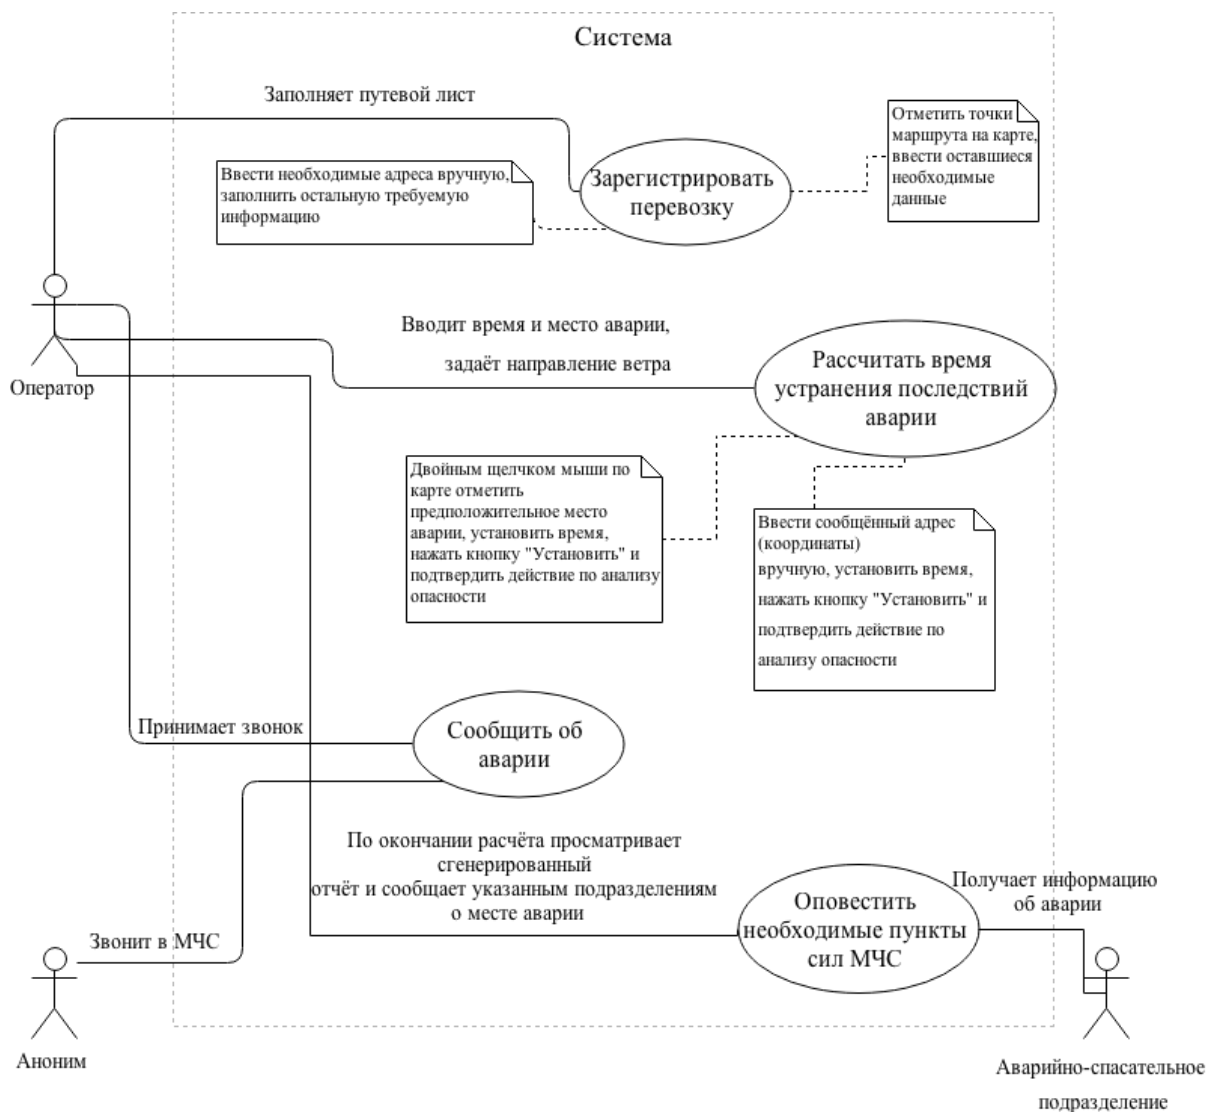 Система
Заполняет путевой лист
Отметить точки
маршрута на карте,
ввести оставшиеся
необходимые
данные
Ввести необходимые адреса вручную,
заполнить остальную требуемую
информацию
Зарегистрировать
перевозку
Оператор
Вводит время и место аварии,
задаёт направление ветра
Рассчитать время
устранения последствий
аварии
Двойным щелчком мыши по
карте отметить
предположительное место
аварии, установить время,
нажать кнопку "Установить" и
подтвердить действие по анализу
опасности
Ввести сообщённый адрес
(координаты)
вручную, установить время,
нажать кнопку "Установить" и
подтвердить действие по
анализу опасности
Принимает звонок
Сообщить об
аварии
По окончании расчёта просматривает
сгенерированный
отчёт и сообщает указанным подразделениям
о месте аварии
Оповестить
необходимые пункты
сил МЧС
Получает информацию
об аварии
Звонит в МЧС
Аноним
Аварийно-спасательное
подразделение